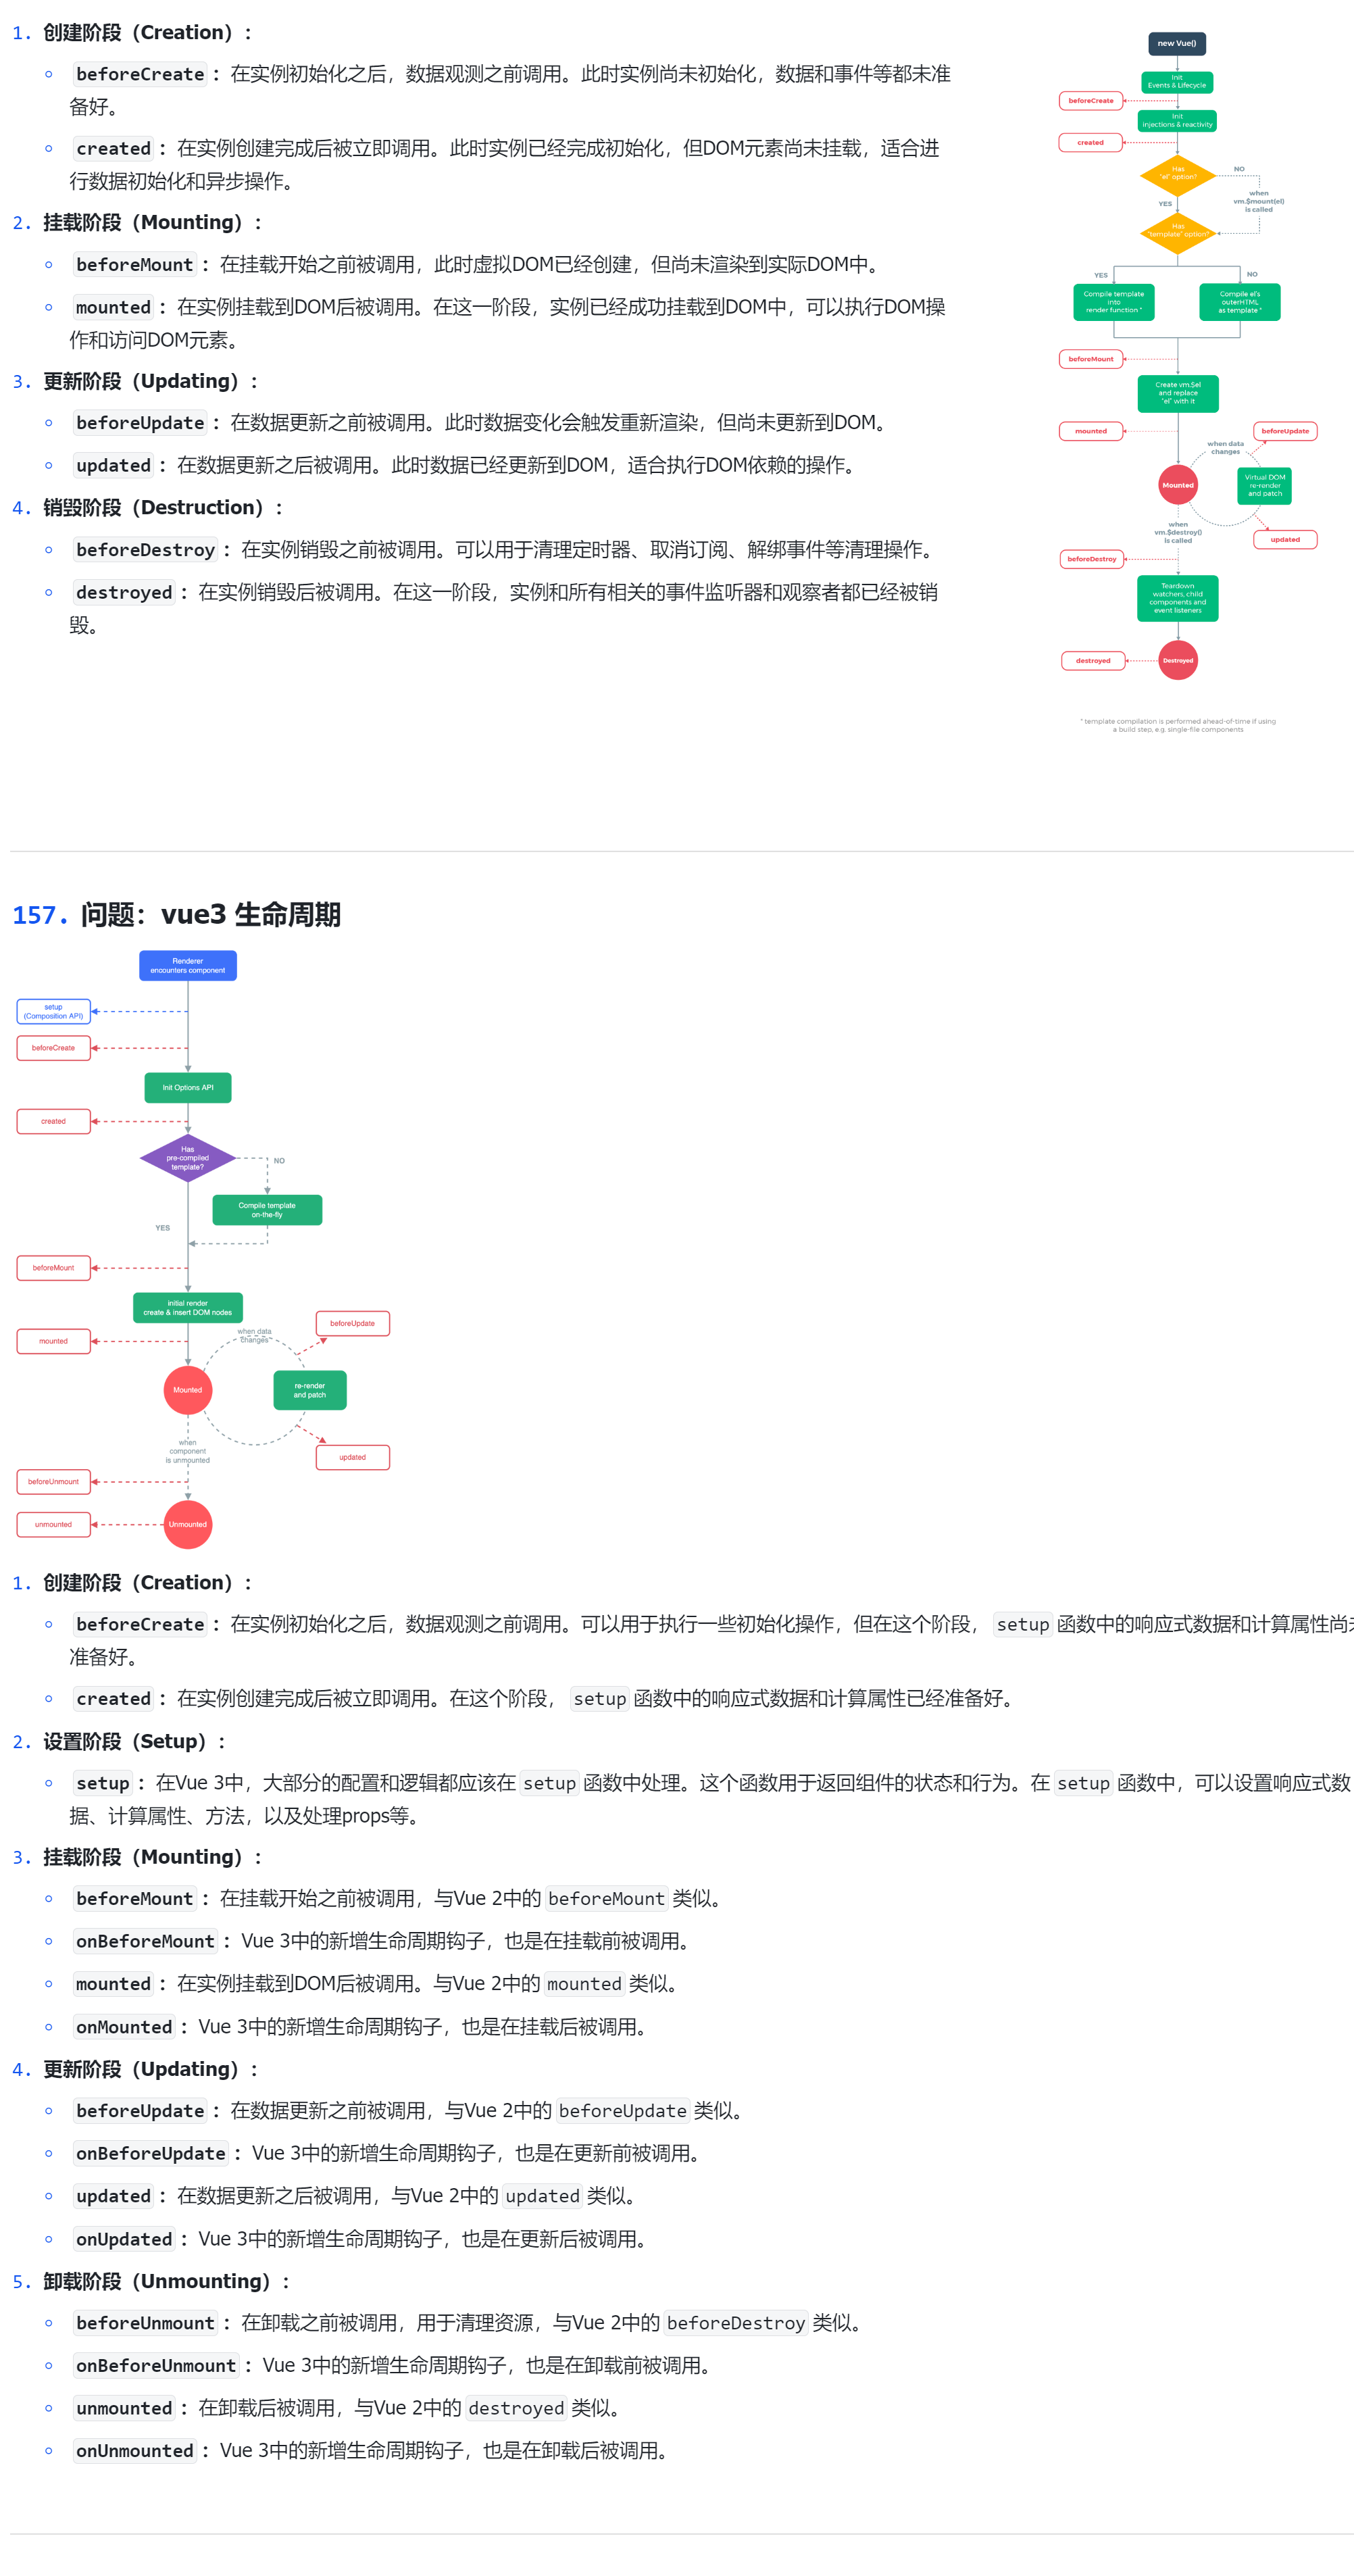 1. 创建阶段（Creation）：
beforeCreate ：在实例初始化之后，数据观测之前调用。此时实例尚未初始化，数据和事件等都未准
备好。
created ：在实例创建完成后被立即调用。此时实例已经完成初始化，但DOM元素尚未挂载，适合进
行数据初始化和异步操作。
2. 挂载阶段（Mounting）：
beforeMount ：在挂载开始之前被调用，此时虚拟DOM已经创建，但尚未渲染到实际DOM中。
mounted ：在实例挂载到DOM后被调用。在这一阶段，实例已经成功挂载到DOM中，可以执行DOM操
作和访问DOM元素。
3. 更新阶段（Updating）：
beforeUpdate ：在数据更新之前被调用。此时数据变化会触发重新渲染，但尚未更新到DOM。
updated ：在数据更新之后被调用。此时数据已经更新到DOM，适合执行DOM依赖的操作。
4. 销毁阶段（Destruction）：
beforeDestroy ：在实例销毁之前被调用。可以用于清理定时器、取消订阅、解绑事件等清理操作。
destroyed ：在实例销毁后被调用。在这一阶段，实例和所有相关的事件监听器和观察者都已经被销
毁。
new Vue()
Init
Events & Lifecycle
beforeCreate
Init
injections & reactivity
created
Has
"el" option?
NO
when
vm.$mount(el)
is called
YES
Has
"template" option?
YES
NO
Compile template
into
render function *
Compile el's
outerHTML
as template *
beforeMount
Create vm.$el
and replace
"el" with it
mounted
when data
changes
beforeUpdate
Mounted
Virtual DOM
re-render
and patch
when
vm.$destroy()
is called
updated
beforeDestroy
Teardown
watchers, child
components and
event listeners
destroyed
Destroyed
* template compilation is performed ahead-of-time if using
a build step, e.g. single-file components
157. 问题：vue3 生命周期
Renderer
encounters component
setup
(Composition API)
beforeCreate
Init Options API
created
Has
pre-compiled
template?
NO
Compile template
on-the-fly
YES
beforeMount
initial render
create & insert DOM nodes
mounted
when data
changes
beforeUpdate
Mounted
re-render
and patch
when
component
is unmounted
updated
beforeUnmount
unmounted
Unmounted
1. 创建阶段（Creation）：
beforeCreate ：在实例初始化之后，数据观测之前调用。可以用于执行一些初始化操作，但在这个阶段， setup 函数中的响应式数据和计算属性尚未
准备好。
created ：在实例创建完成后被立即调用。在这个阶段， setup 函数中的响应式数据和计算属性已经准备好。
2. 设置阶段（Setup）：
setup ：在Vue 3中，大部分的配置和逻辑都应该在 setup 函数中处理。这个函数用于返回组件的状态和行为。在 setup 函数中，可以设置响应式数
据、计算属性、方法，以及处理props等。
3. 挂载阶段（Mounting）：
beforeMount ：在挂载开始之前被调用，与Vue 2中的 beforeMount 类似。
onBeforeMount ：Vue 3中的新增生命周期钩子，也是在挂载前被调用。
mounted ：在实例挂载到DOM后被调用。与Vue 2中的 mounted 类似。
onMounted ：Vue 3中的新增生命周期钩子，也是在挂载后被调用。
4. 更新阶段（Updating）：
beforeUpdate ：在数据更新之前被调用，与Vue 2中的 beforeUpdate 类似。
onBeforeUpdate ：Vue 3中的新增生命周期钩子，也是在更新前被调用。
updated ：在数据更新之后被调用，与Vue 2中的 updated 类似。
onUpdated ：Vue 3中的新增生命周期钩子，也是在更新后被调用。
5. 卸载阶段（Unmounting）：
beforeUnmount ：在卸载之前被调用，用于清理资源，与Vue 2中的 beforeDestroy 类似。
onBeforeUnmount ：Vue 3中的新增生命周期钩子，也是在卸载前被调用。
unmounted ：在卸载后被调用，与Vue 2中的 destroyed 类似。
onUnmounted ：Vue 3中的新增生命周期钩子，也是在卸载后被调用。